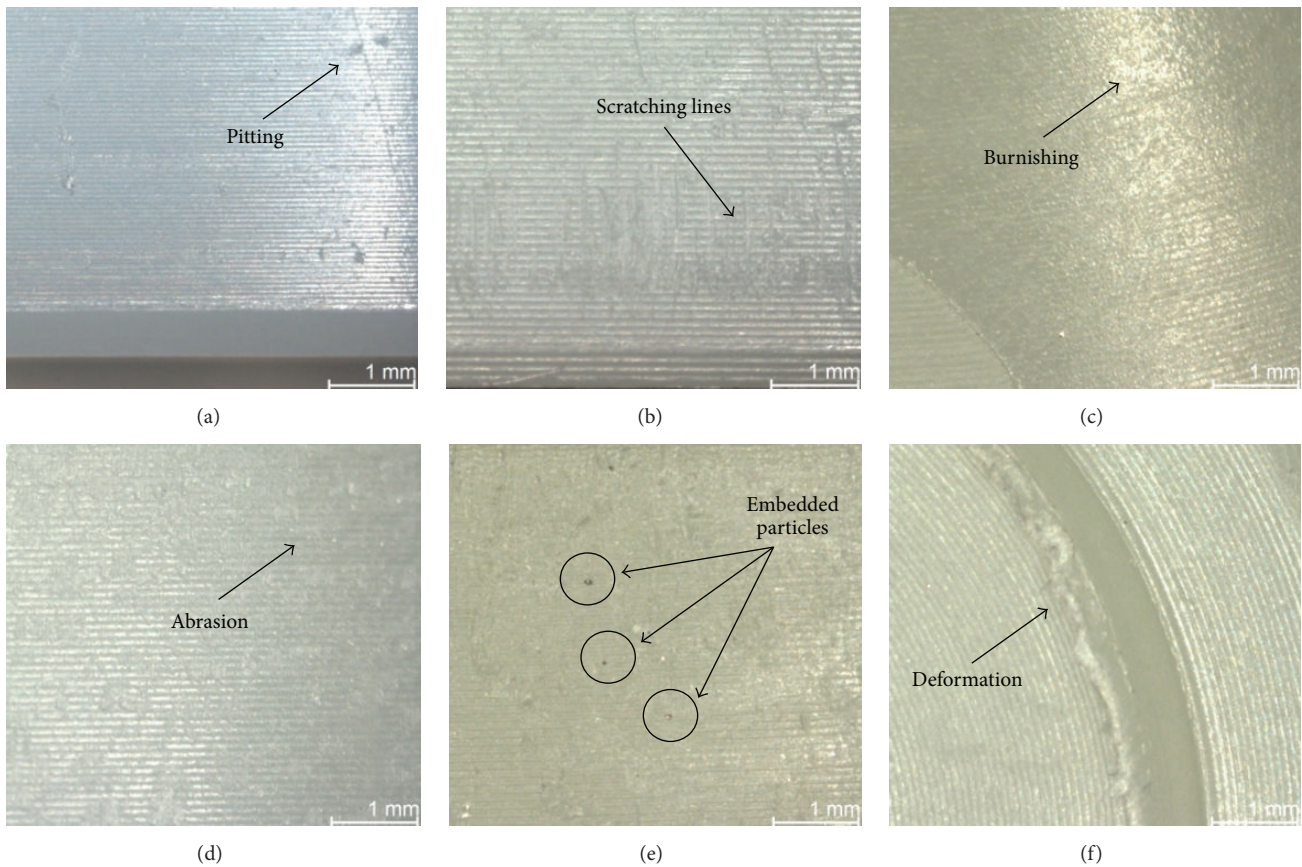 Pitting
1 mm
(a)
Scratching lines
1 mm
(b)
Burnishing
1 mm
(c)
Abrasion
1 mm
(d)
Embedded
particles
1 mm
(e)
Deformation
1 mm
(f)